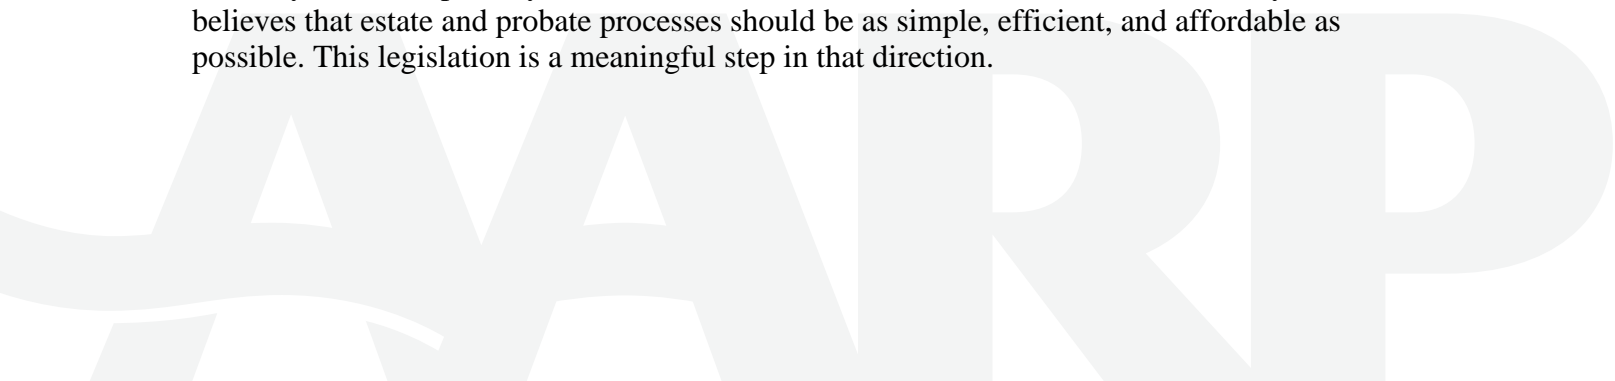 believes that estate and probate processes should be as simple, efficient, and affordable as
possible. This legislation is a meaningful step in that direction.
AARP